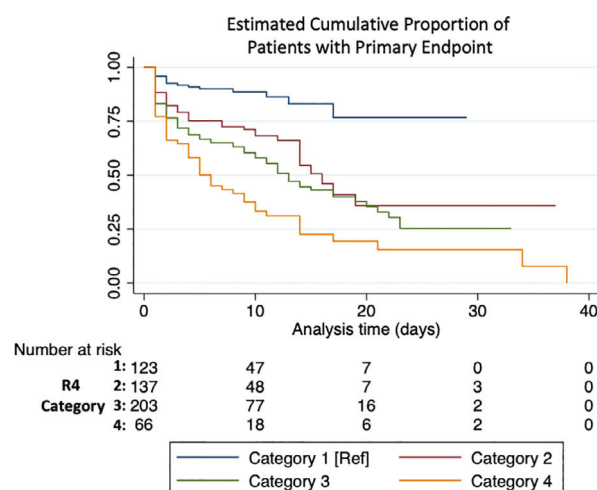 Estimated Cumulative Proportion of
Patients with Primary Endpoint
1.00
0.75
0.50
0.25
0.00
0 10 20 30 40
Analysis time (days)
Number at risk
1: 123 47 7 0 0
R4 2: 137 48 7 3 0
Category 3: 203 77 16 2 0
4: 66 18 6 2 0
Category 1 [Ref] Category 2
Category 3 Category 4